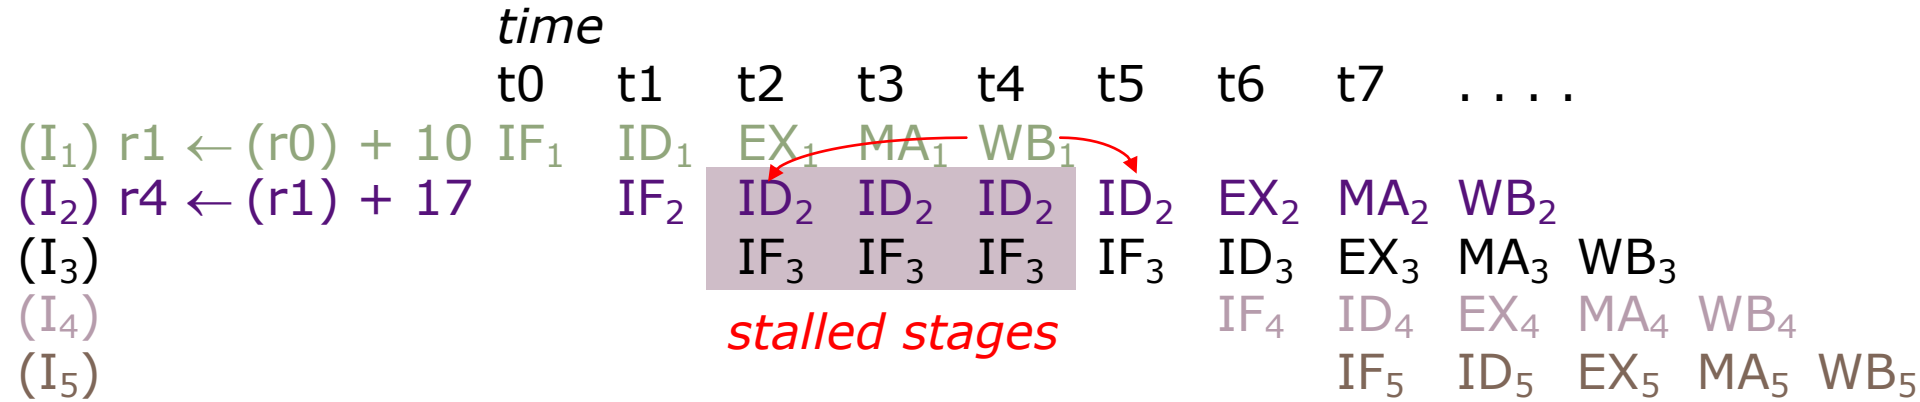 time
t0 t1 t2 t3 t4 t5 t6 t7 . . . .
(I₁) r1 ← (r0) + 10 IF₁ ID₁ EX₁ MA₁ WB₁
(I₂) r4 ← (r1) + 17 IF₂ ID₂ ID₂ ID₂ ID₂ EX₂ MA₂ WB₂
(I₃) IF₃ IF₃ IF₃ IF₃ ID₃ EX₃ MA₃ WB₃
(I₄) IF₄ ID₄ EX₄ MA₄ WB₄
stalled stages
(I₅) IF₅ ID₅ EX₅ MA₅ WB₅